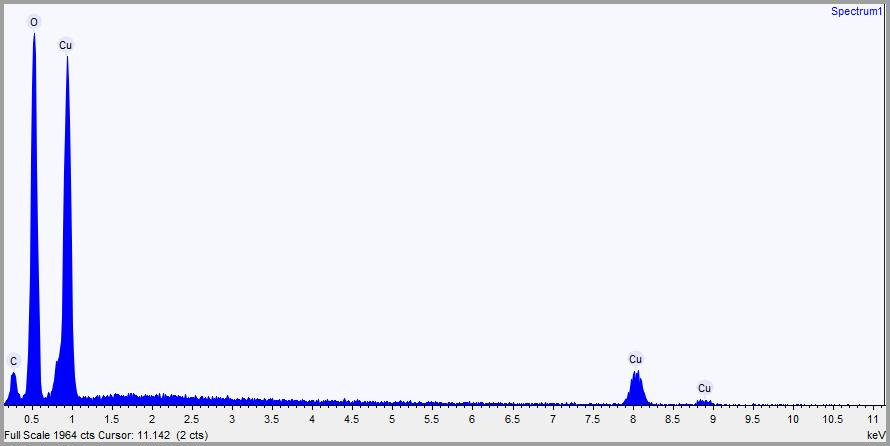 Spectrum1
O
Cu
C
Cu
Cu
0.5 1 1.5 2 2.5 3 3.5 4 4.5 5 5.5 6 6.5 7 7.5 8 8.5 9 9.5 10 10.5 11
Full Scale 1964 cts Cursor: 11.142 (2 cts) keV